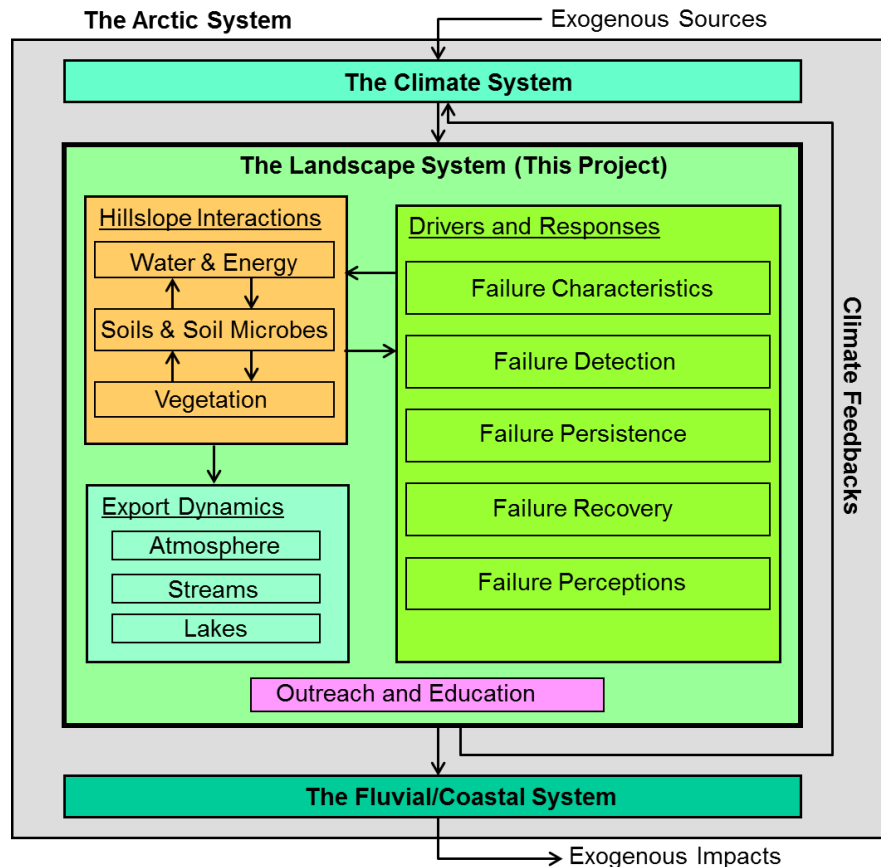 The Arctic System
Exogenous Sources
The Climate System
The Landscape System (This Project)
Hillslope Interactions
Water & Energy
Soils & Soil Microbes
Vegetation
Drivers and Responses
Failure Characteristics
Failure Detection
Failure Persistence
Failure Recovery
Failure Perceptions
Export Dynamics
Atmosphere
Streams
Lakes
Outreach and Education
Climate Feedbacks
The Fluvial/Coastal System
Exogenous Impacts